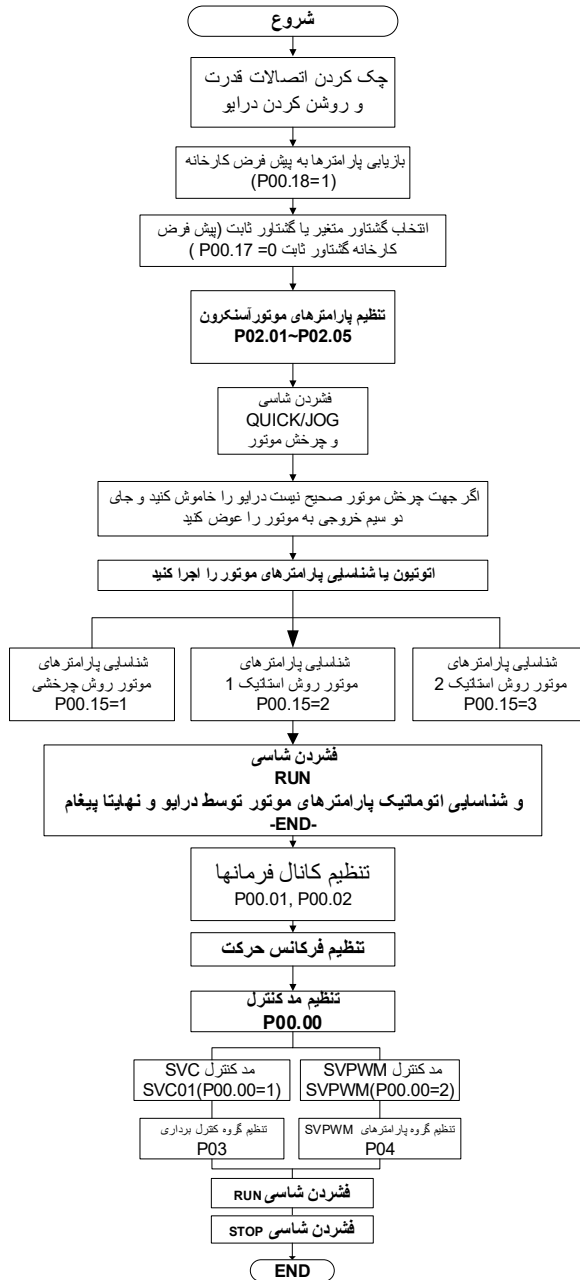 شروع
چک کردن اتصالات قدرت
و روشن کردن درایو
بازیابی پارامترها به پیش فرض کارخانه
(P00.18=1)
انتخاب گشتاور متغیر یا گشتاور ثابت (پیش فرض
کارخانه گشتاور ثابت P00.17 =0 )
تنظیم پارامترهای موتورآسنکرون
P02.01~P02.05
فشردن شاسی
QUICK/JOG
و چرخش موتور
اگر جهت چرخش موتور صحیح نیست درایو را خاموش کنید و جای
دو سیم خروجی به موتور را عوض کنید
اتوتیون یا شناسایی پارامترهای موتور را اجرا کنید
شناسایی پارامترهای
موتور روش چرخشی
P00.15=1
شناسایی پارامترهای
موتور روش استاتیک 1
P00.15=2
شناسایی پارامترهای
موتور روش استاتیک 2
P00.15=3
فشردن شاسی
RUN
و شناسایی اتوماتیک پارامترهای موتور توسط درایو و نهایتا پیغام
-END-
تنظیم کانال فرمانها
P00.01, P00.02
تنظیم فرکانس حرکت
تنظیم مد کنترل
P00.00
مد کنترل SVC
SVC01(P00.00=1)
مد کنترل SVPWM
SVPWM(P00.00=2)
تنظیم گروه کنترل برداری
P03
تنظیم گروه پارامترهای SVPWM
P04
فشردن شاسی RUN
فشردن شاسی STOP
END